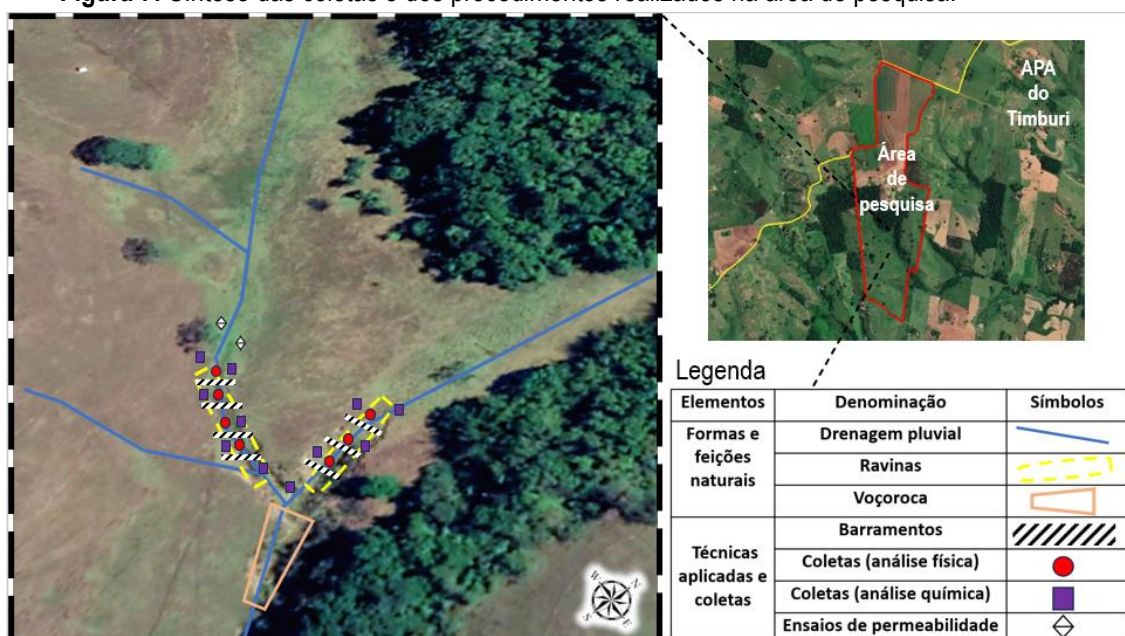 Figura 7: Síntese das coletas e dos procedimentos realizados na área de pesquisa.
APA
do
Timburi
Área
de
pesquisa
Legenda
Elementos Denominação Símbolos
Formas e feições naturais
Drenagem pluvial
Ravinas
Voçoroca
Técnicas aplicadas e coletas
Barramentos
Coletas (análise física)
Coletas (análise química)
Ensaios de permeabilidade
N
E
S
W